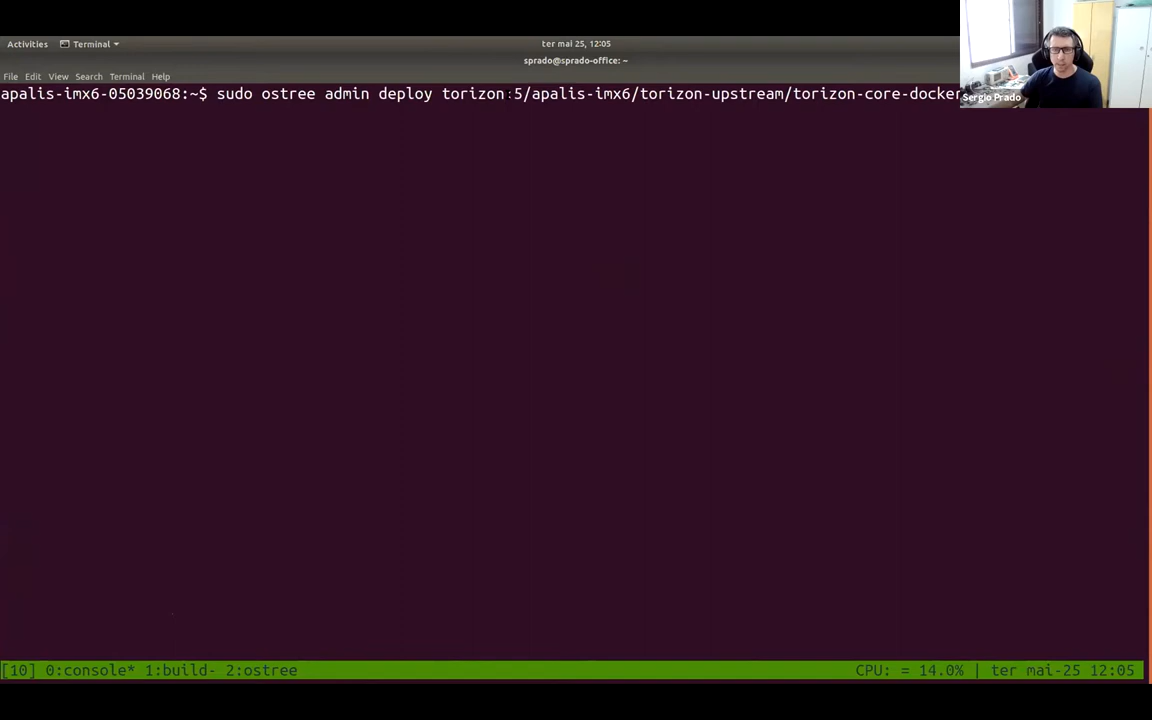 Activities Terminal ter mai 25, 12:05
sprado@sprado-office: ~
File Edit View Search Terminal Help
apalis-imx6-05039068:~$ sudo ostree admin deploy torizon:5/apalis-imx6/torizon-upstream/torizon-core-docker
Sergio Prado
[10] 0:console* 1:build- 2:ostree CPU: = 14.0% | ter mai-25 12:05